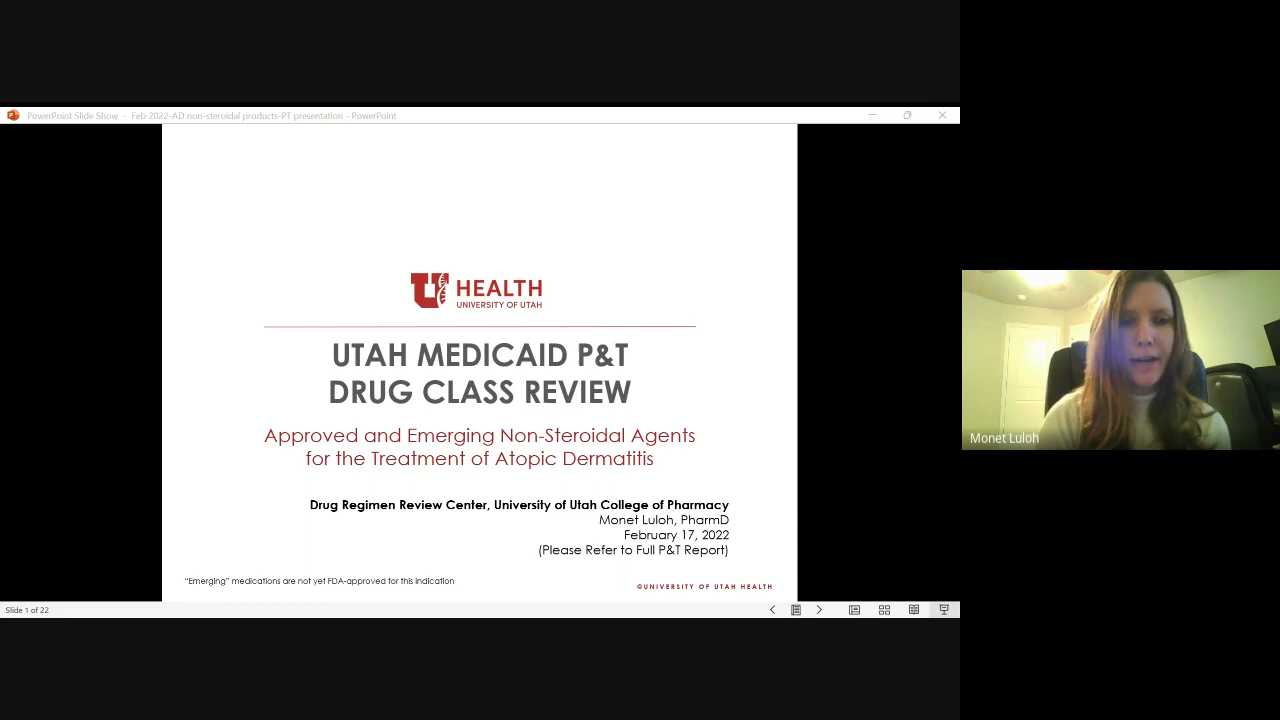 PowerPoint Slide Show - Feb 2022-AD non-steroidal products-PT presentation - PowerPoint
U HEALTH
UNIVERSITY OF UTAH
UTAH MEDICAID P&T
DRUG CLASS REVIEW
Approved and Emerging Non-Steroidal Agents
for the Treatment of Atopic Dermatitis
Drug Regimen Review Center, University of Utah College of Pharmacy
Monet Luloh, PharmD
February 17, 2022
(Please Refer to Full P&T Report)
"Emerging" medications are not yet FDA-approved for this indication
©UNIVERSITY OF UTAH HEALTH
Slide 1 of 22
Monet Luloh